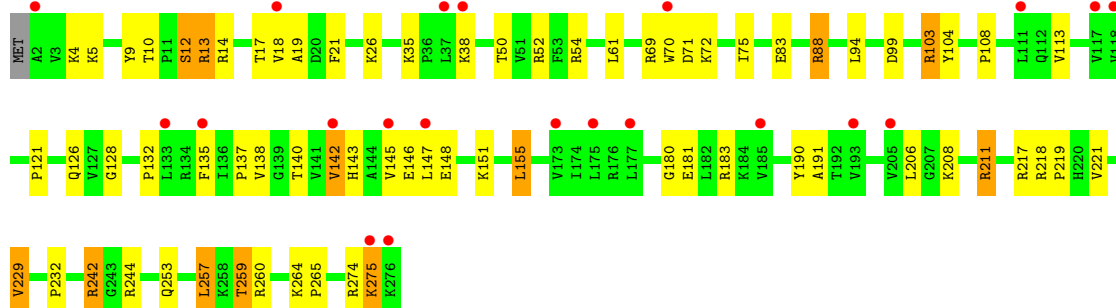 MET A2 V3 K4 K5 Y9 T10 P11 S12 R13 R14 T17 V18 A19 D20 F21 K26 K35 P36 L37 K38 T50 V51 R52 F53 R54 L61 R69 W70 D71 K72 I75 E83 R86 L94 D99 R103 Y104 P108 L111 Q112 V113 V117 V118
P121 Q126 V127 G128 P132 L133 R134 F135 I136 P137 V138 G139 T140 V141 V142 H143 A144 V145 E146 L147 E148 K151 L155 V173 I174 L175 R176 L177 G180 E181 L182 R183 K184 V185 Y190 A191 T192 V193 V205 L206 G207 K208 R211 R217 R218 P219 H220 V221
V229 P232 R242 G243 R244 Q253 L257 K258 T259 R260 K264 P265 R274 K275 K276